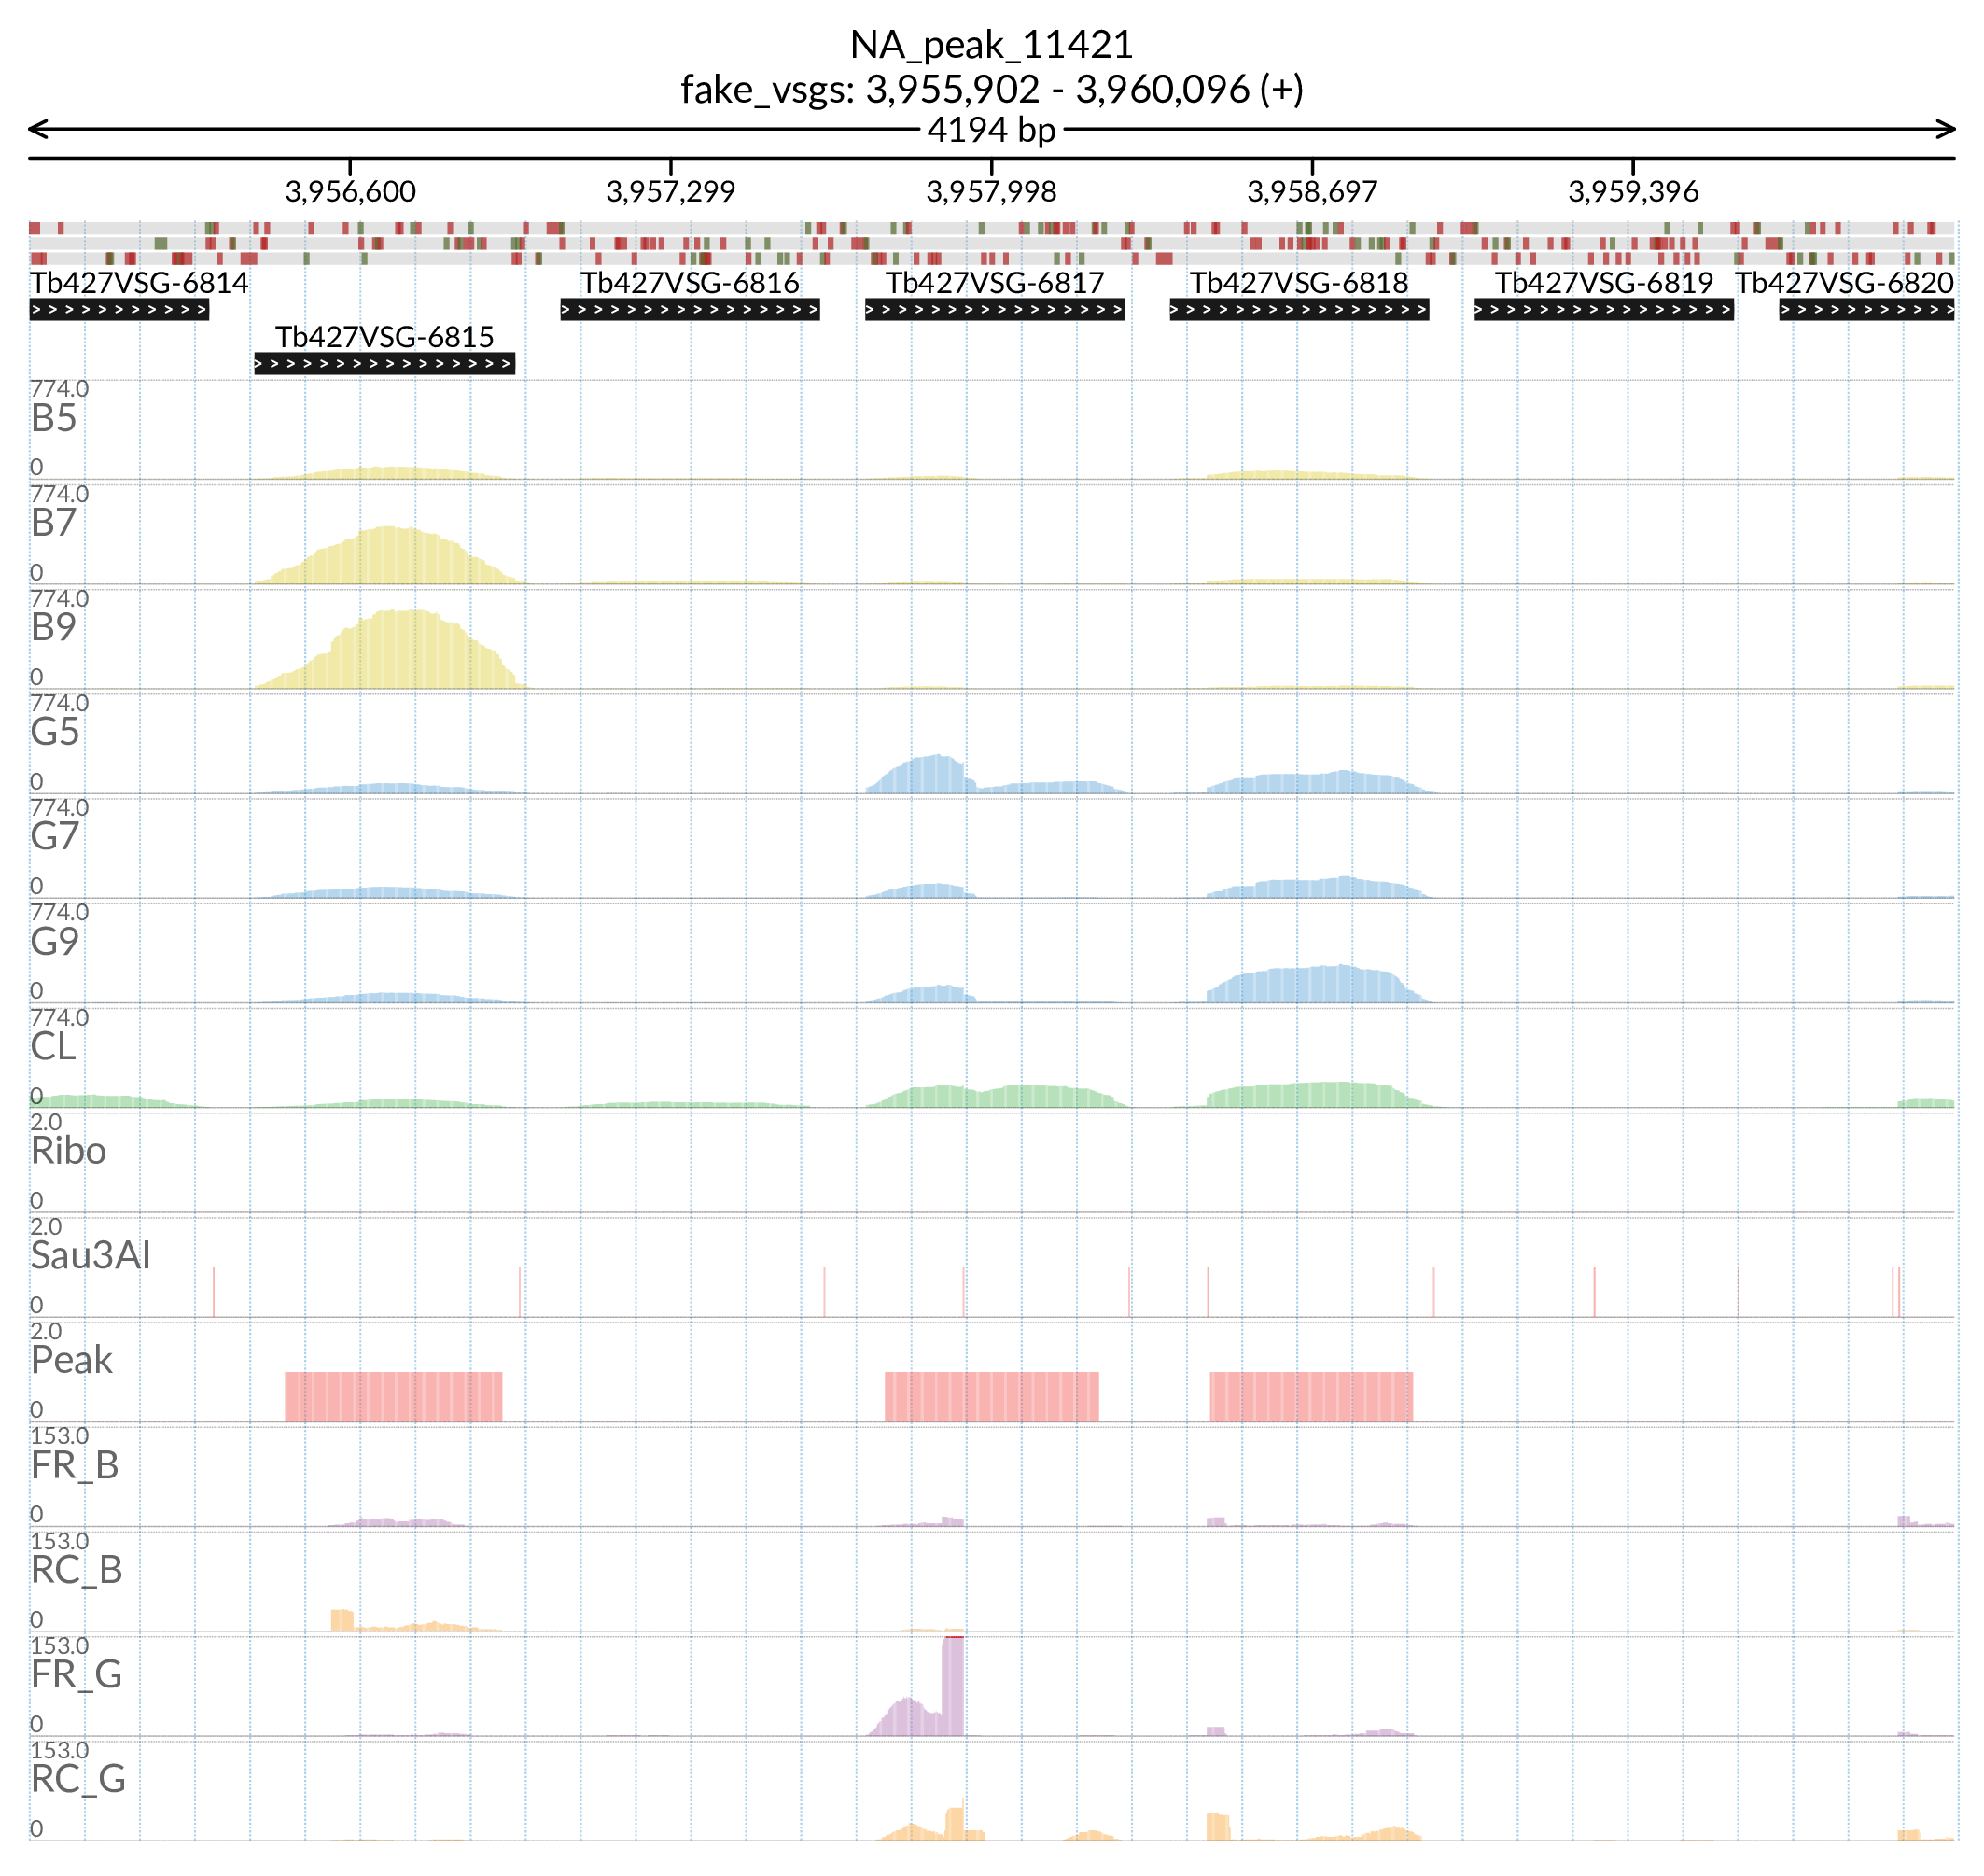 NA_peak_11421
fake_vsgs: 3,955,902 - 3,960,096 (+)
4194 bp
3,956,600 3,957,299 3,957,998 3,958,697 3,959,396
Tb427VSG-6814 Tb427VSG-6816 Tb427VSG-6817 Tb427VSG-6818 Tb427VSG-6819 Tb427VSG-6820
Tb427VSG-6815
774.0
B5
0
774.0
B7
0
774.0
B9
0
774.0
G5
0
774.0
G7
0
774.0
G9
0
774.0
CL
0
2.0
Ribo
0
2.0
Sau3AI
0
2.0
Peak
0
153.0
FR_B
0
153.0
RC_B
0
153.0
FR_G
0
153.0
RC_G
0